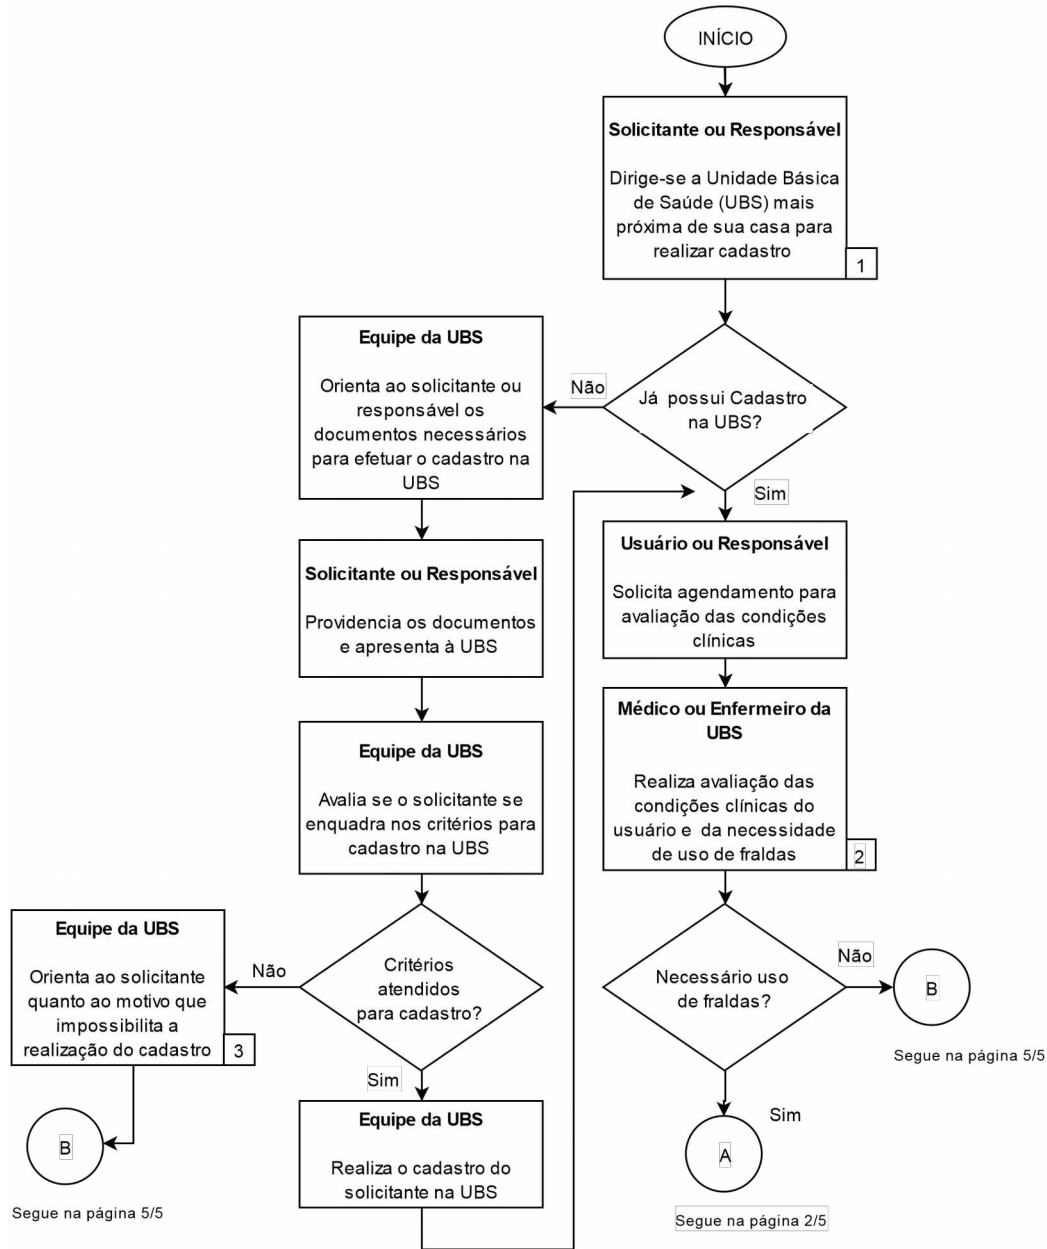 INÍCIO
Solicitante ou Responsável
Dirige-se a Unidade Básica
de Saúde (UBS) mais
próxima de sua casa para
realizar cadastro
1
Já possui Cadastro
na UBS?
Não
Sim
Equipe da UBS
Orienta ao solicitante ou
responsável os
documentos necessários
para efetuar o cadastro na
UBS
Solicitante ou Responsável
Providencia os documentos
e apresenta à UBS
Equipe da UBS
Avalia se o solicitante se
enquadra nos critérios para
cadastro na UBS
Critérios
atendidos
para cadastro?
Não
Equipe da UBS
Orienta ao solicitante
quanto ao motivo que
impossibilita a
realização do cadastro
3
B
Segue na página 5/5
Sim
Equipe da UBS
Realiza o cadastro do
solicitante na UBS
Usuário ou Responsável
Solicita agendamento para
avaliação das condições
clínicas
Médico ou Enfermeiro da
UBS
Realiza avaliação das
condições clínicas do
usuário e da necessidade
de uso de fraldas
2
Necessário uso
de fraldas?
Não
B
Segue na página 5/5
Sim
A
Segue na página 2/5